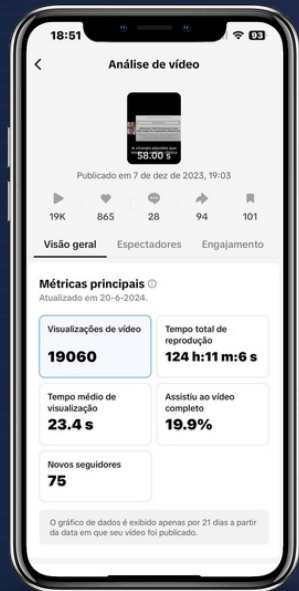 18:51
93
Análise de vídeo
58.00 s
Publicado em 7 de dez de 2023, 19:03
19K 865 28 94 101
Visão geral Espectadores Engajamento
Métricas principais
Atualizado em 20-6-2024.
Visualizações de vídeo
19060
Tempo total de
reprodução
124 h:11 m:6 s
Tempo médio de
visualização
23.4 s
Assistiu ao vídeo
completo
19.9%
Novos seguidores
75
O gráfico de dados é exibido apenas por 21 dias a partir
da data em que seu vídeo foi publicado.